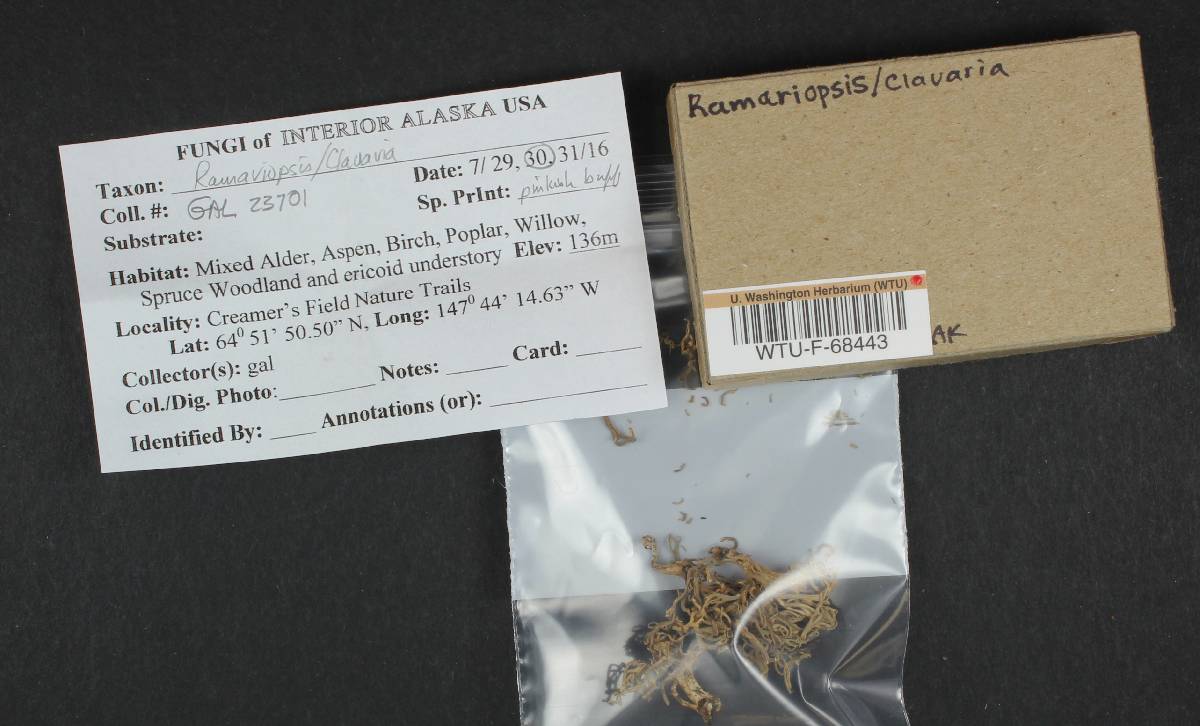 FUNGI of INTERIOR ALASKA USA
Taxon: Ramariopsis/Clavaria
Coll. #: GAL 23701 Date: 7/ 29, 30, 31/16
Substrate: Sp. PrInt: pinkish buff
Habitat: Mixed Alder, Aspen, Birch, Poplar, Willow,
Spruce Woodland and ericoid understory Elev: 136m
Locality: Creamer's Field Nature Trails
Lat: 64⁰ 51’ 50.50” N, Long: 147⁰ 44’ 14.63” W
Collector(s): gal
Col./Dig. Photo: Notes: Card:
Identified By: Annotations (or):
Ramariopsis/Clavaria
U. Washington Herbarium (WTU)
WTU-F-68443
AK